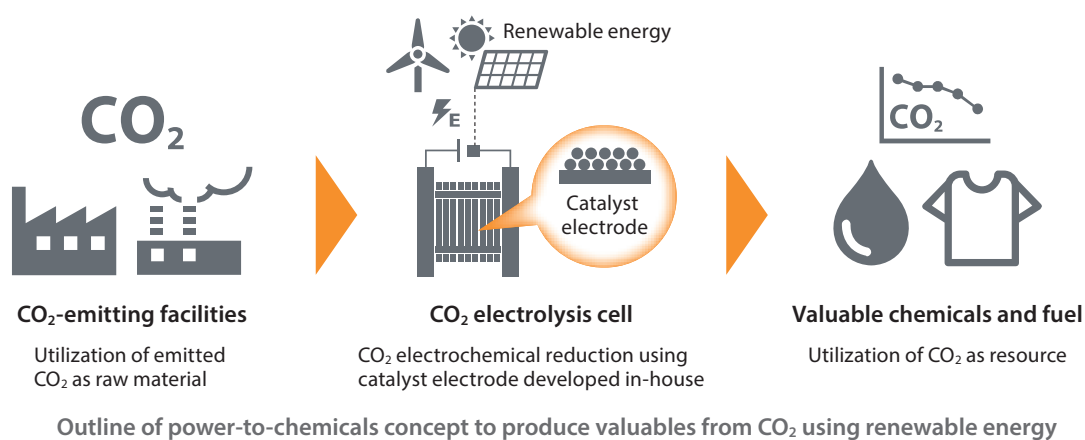 Renewable energy
CO₂
E
CO₂
Catalyst
electrode
CO₂-emitting facilities
Utilization of emitted
CO₂ as raw material
CO₂ electrolysis cell
CO₂ electrochemical reduction using
catalyst electrode developed in-house
Valuable chemicals and fuel
Utilization of CO₂ as resource
Outline of power-to-chemicals concept to produce valuables from CO₂ using renewable energy